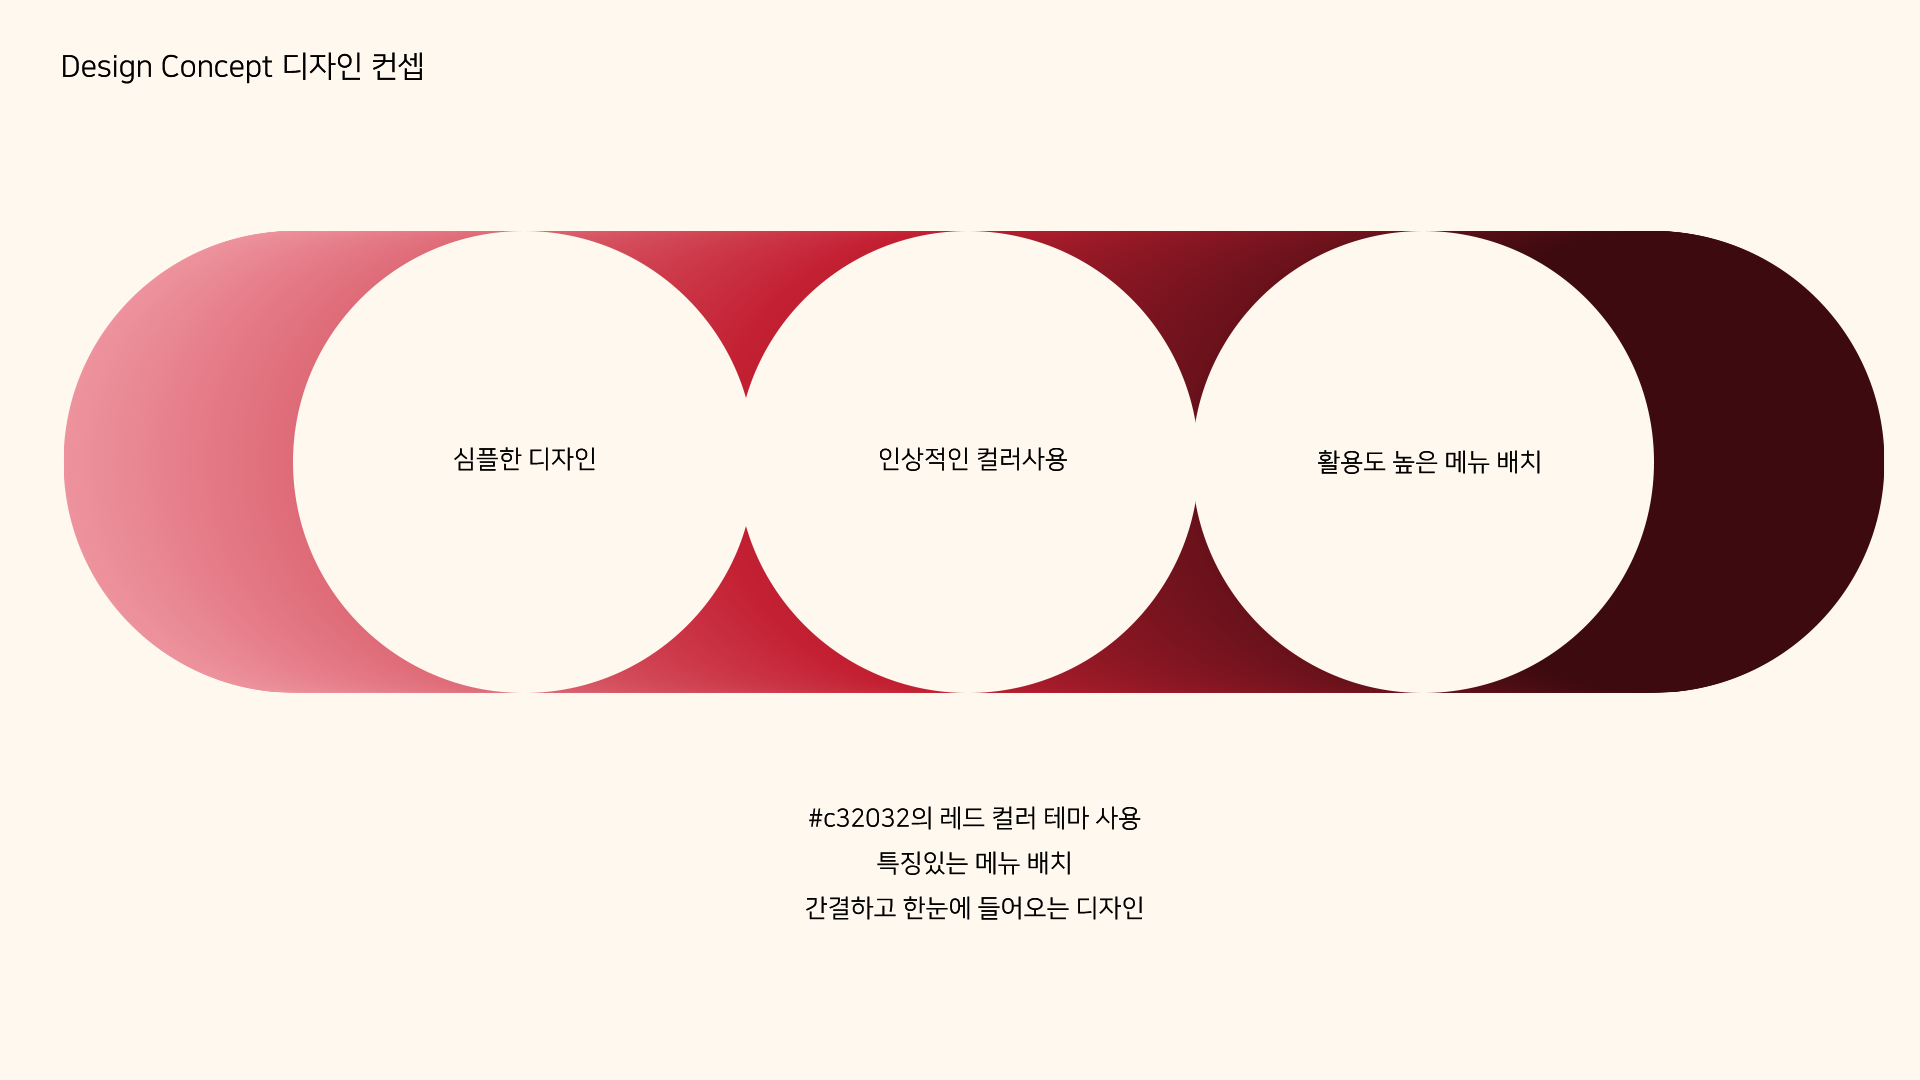 Design Concept 디자인 컨셉
심플한 디자인
인상적인 컬러사용
활용도 높은 메뉴 배치
#c32032의 레드 컬러 테마 사용
특징있는 메뉴 배치
간결하고 한눈에 들어오는 디자인